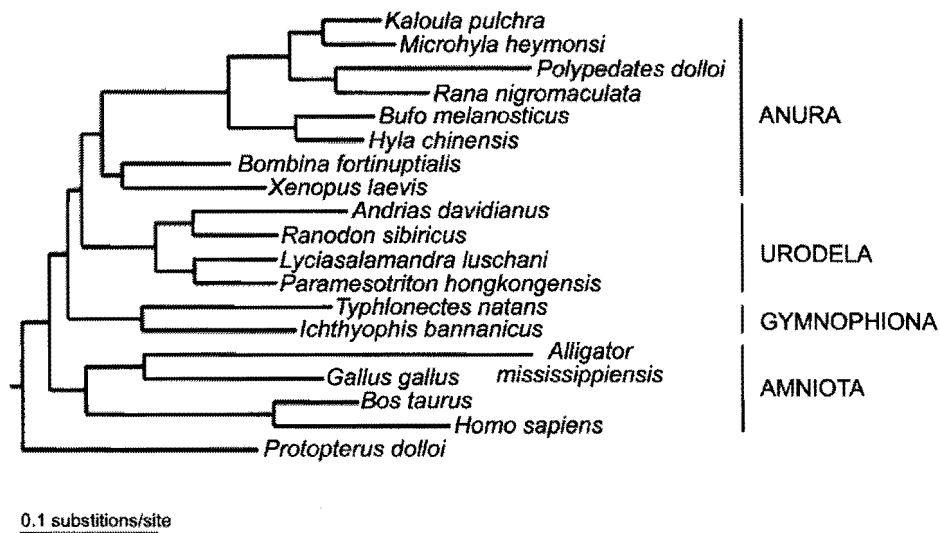 Kaloula pulchra
Microhyla heymonsi
Polypedates dolloi
Rana nigromaculata
Bufo melanosticus
Hyla chinensis
Bombina fortinuptialis
Xenopus laevis
ANURA
Andrias davidianus
Ranodon sibiricus
Lyciasalamandra luschani
Paramesotriton hongkongensis
URODELA
Typhlonectes natans
Ichthyophis bannanicus
GYMNOPHIONA
Alligator
mississippiensis
Gallus gallus
Bos taurus
Homo sapiens
AMNIOTA
Protopterus dolloi
0.1 substitions/site